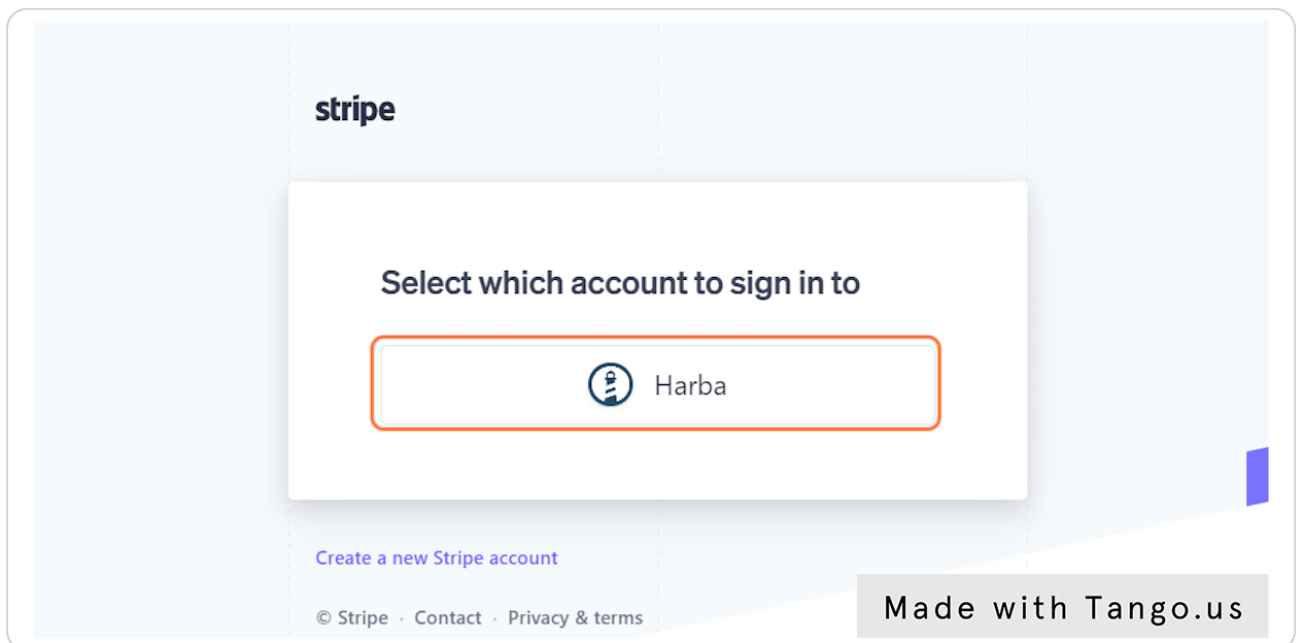 stripe
Select which account to sign in to
Harba
Create a new Stripe account
© Stripe · Contact · Privacy & terms
Made with Tango.us